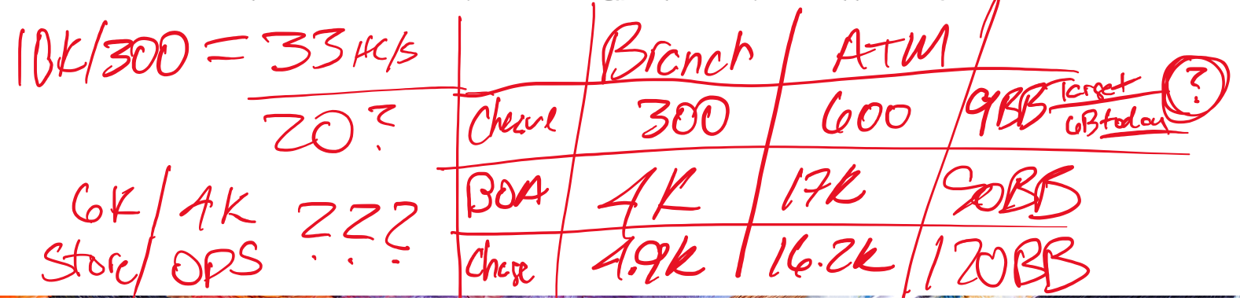 10K/300 = 33 HC/S
20?
6K / 4K ???
Store/ OPS
Branch ATM
300 600 9BB Target ?
6B today
BOA 4K 17K 90BB
Chase 4.9K 16.2K 120BB